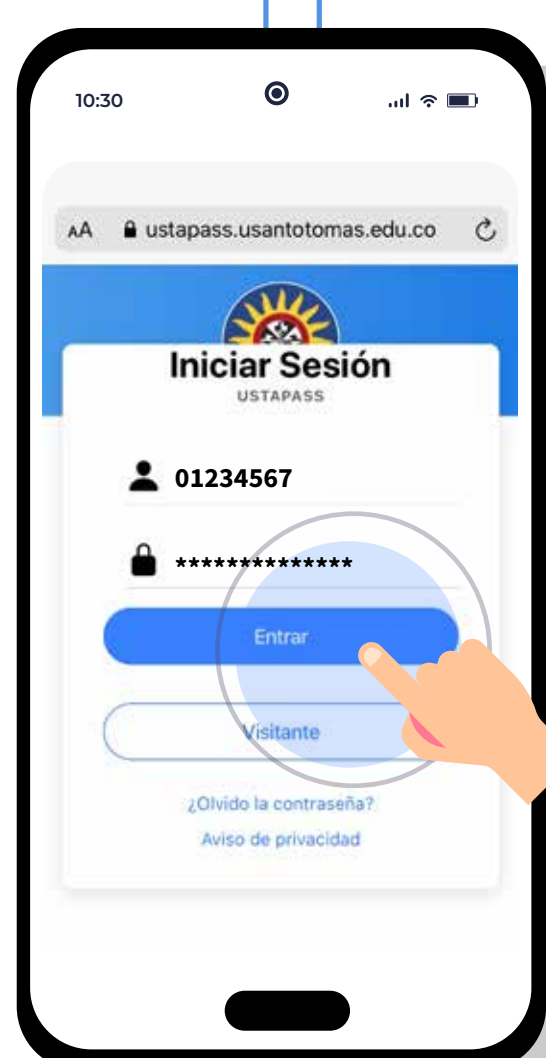 10:30
AA ustapass.usantotomas.edu.co
Iniciar Sesión
USTAPASS
01234567
**************
Entrar
Visitante
¿Olvido la contraseña?
Aviso de privacidad